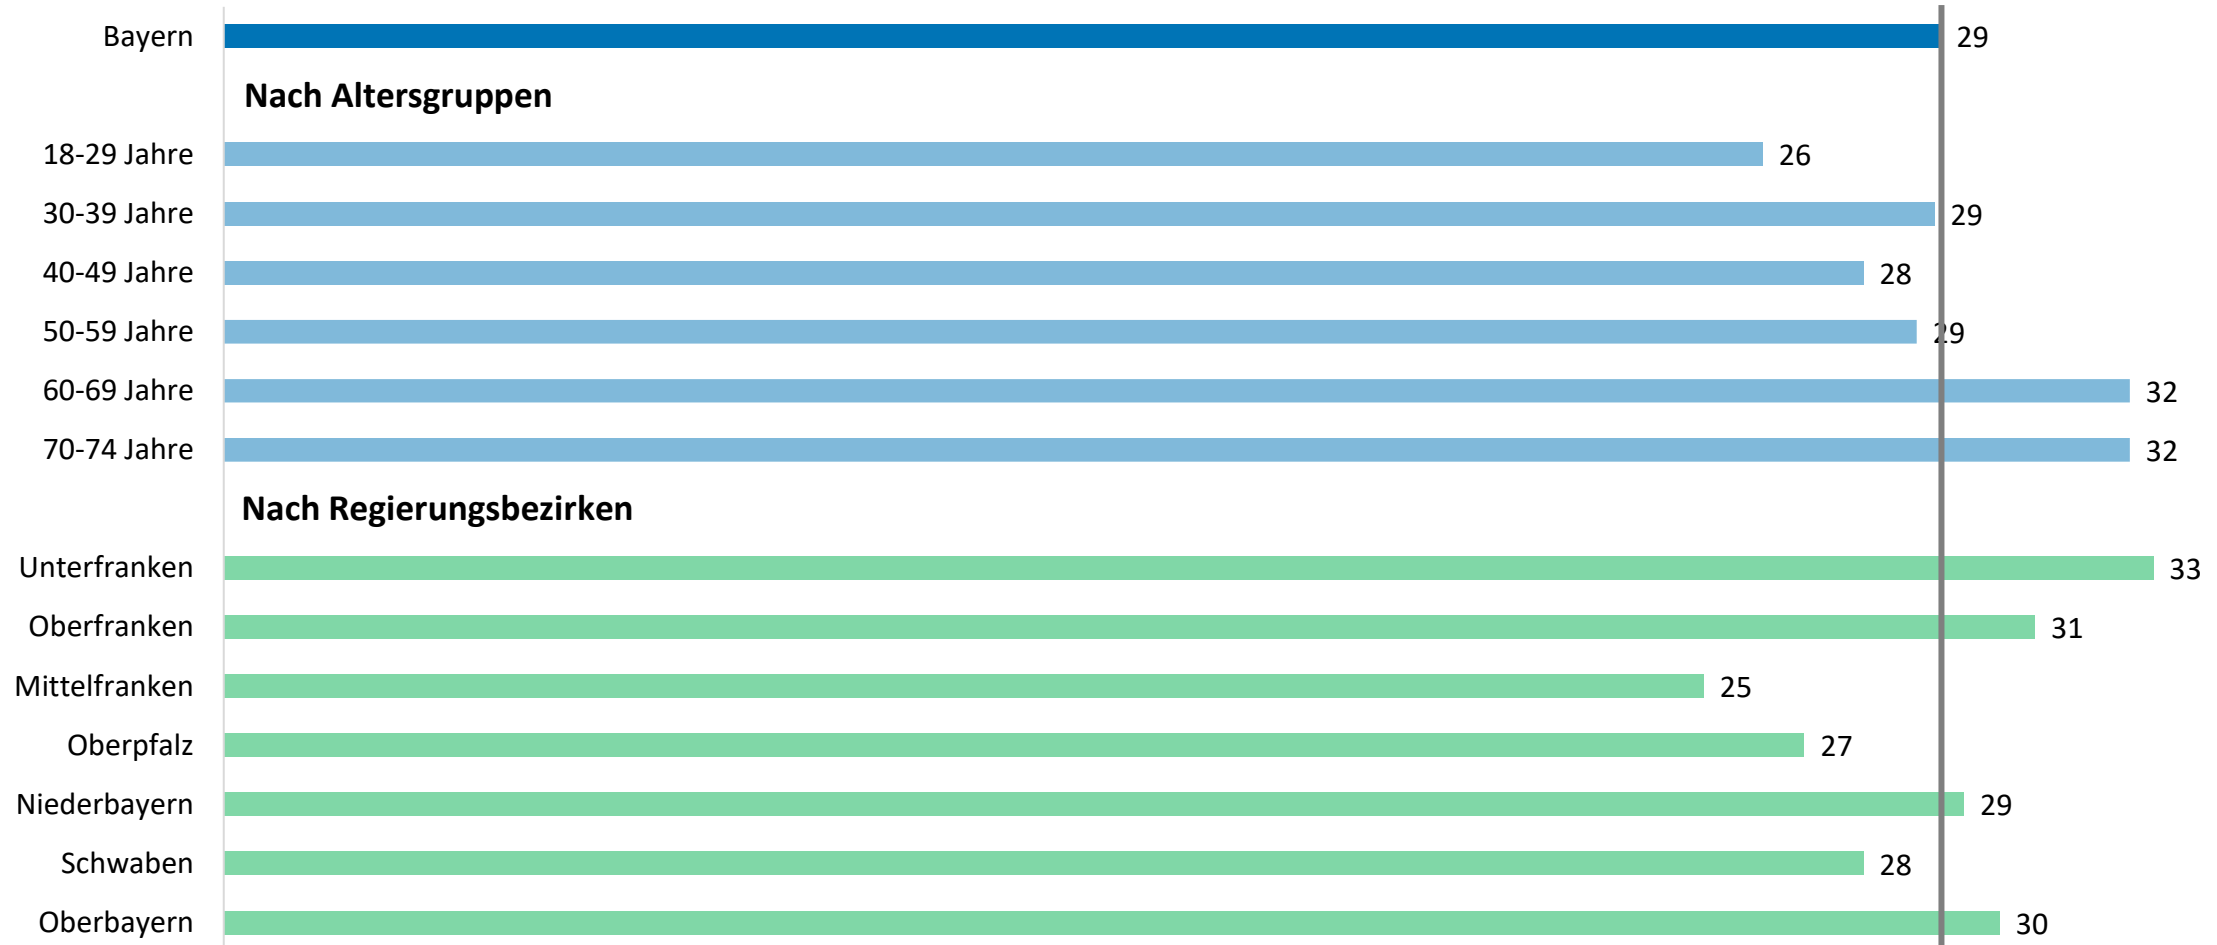 Bayern 29
Nach Altersgruppen
18-29 Jahre 26
30-39 Jahre 29
40-49 Jahre 28
50-59 Jahre 29
60-69 Jahre 32
70-74 Jahre 32
Nach Regierungsbezirken
Unterfranken 33
Oberfranken 31
Mittelfranken 25
Oberpfalz 27
Niederbayern 29
Schwaben 28
Oberbayern 30